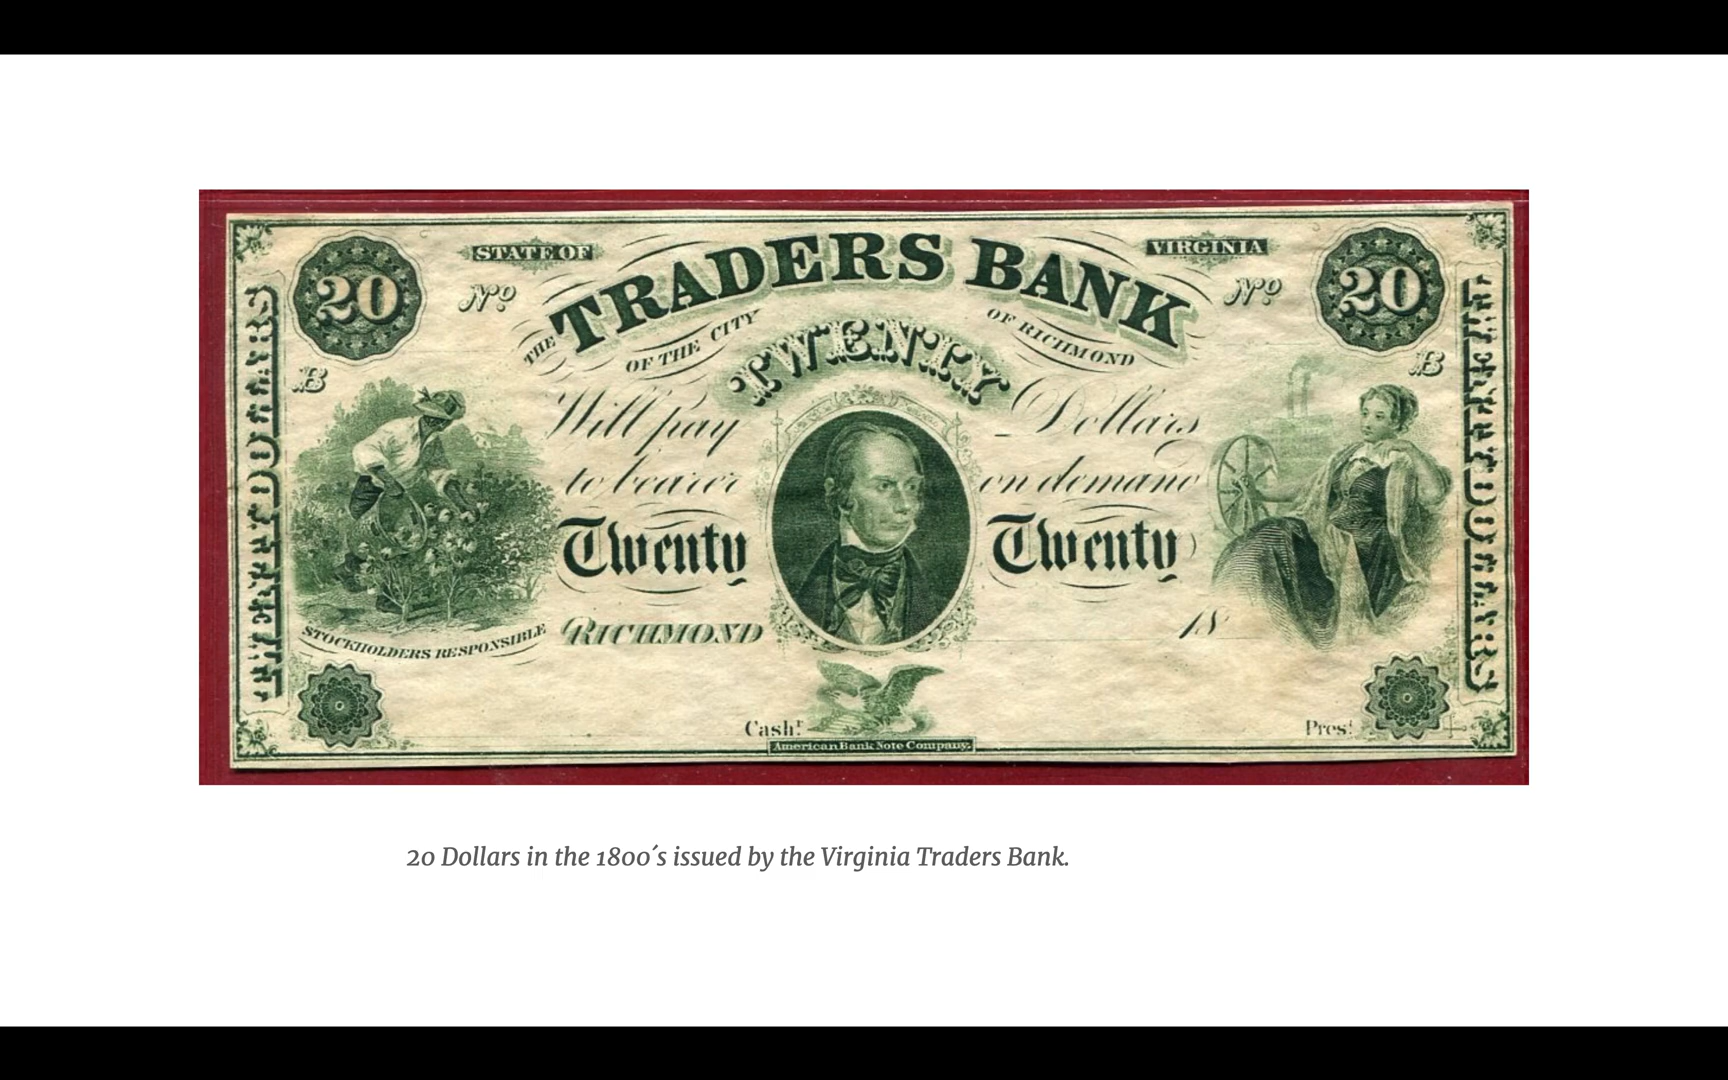 STATE OF
VIRGINIA
20
20
No
No
THE TRADERS BANK
OF THE CITY OF RICHMOND
TWENTY
B
B
Will pay Dollars
to bearer on demand
Twenty Twenty
RICHMOND 18
STOCKHOLDERS RESPONSIBLE
TWENTY DOLLARS
TWENTY DOLLARS
Cashr.
Prest.
American Bank Note Company.
20 Dollars in the 1800´s issued by the Virginia Traders Bank.